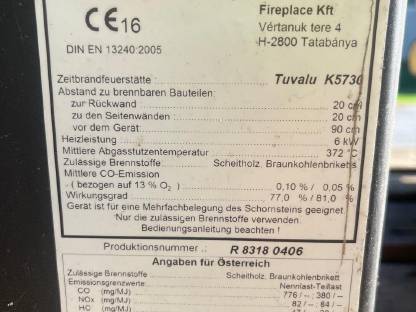 CE 16
Fireplace Kft
Vértanuk tere 4
DIN EN 13240:2005
H-2800 Tatabánya
Zeitbrandfeuerstätte : Tuvalu K5730
Abstand zu brennbaren Bauteilen:
zur Rückwand 20 cm
zu den Seitenwänden 20 cm
vor dem Gerät: 90 cm
Heizleistung: 6 kW
Mittlere Abgasstutzentemperatur 372 °C
Zulässige Brennstoffe: Scheitholz, Braunkohlenbriketts
Mittlere CO-Emission
( bezogen auf 13 % O₂ ) 0,10 % / 0,05 %
Wirkungsgrad 77,0 % / 81,0 %
Gerät ist für eine Mehrfachbelegung des Schornsteins geeignet
Nur die zulässigen Brennstoffe verwenden.
Bedienungsanleitung beachten !
Produktionsnummer.: R 8318 0406
Angaben für Österreich
Zulässige Brennstoffe: Scheitholz, Braunkohlenbrikett
Emissionsgrenzwerte: Nennlast-Teillast
CO (mg/MJ) 776 / -- ; 380 / --
NOx (mg/MJ) 82 / -- ; 84 / --
HC (mg/MJ)